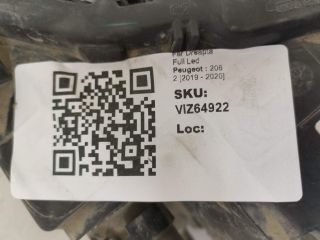 Far Dreapta
Full Led
Peugeot : 208
2 [2019 - 2020]
SKU:
VIZ64922
Loc: